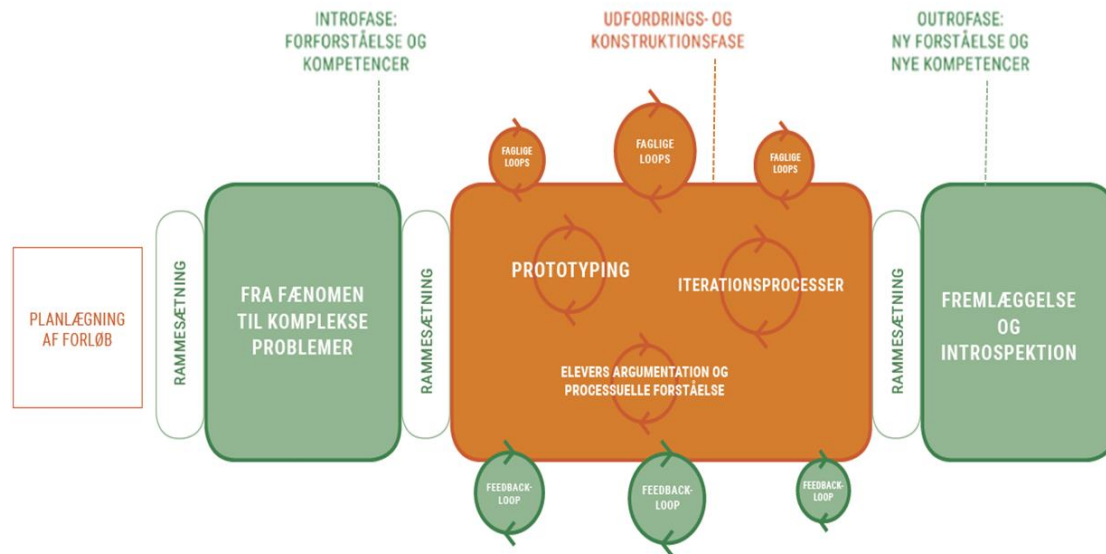 INTROFASE:
FORFORSTÅELSE OG
KOMPETENCER
UDFORDRINGS- OG
KONSTRUKTIONSFASE
OUTROFASE:
NY FORSTÅELSE OG
NYE KOMPETENCER
FAGLIGE
LOOPS
FAGLIGE
LOOPS
FAGLIGE
LOOPS
PLANLÆGNING
AF FORLØB
RAMMESÆTNING
FRA FÆNOMEN
TIL KOMPLEKSE
PROBLEMER
RAMMESÆTNING
PROTOTYPING
ITERATIONSPROCESSER
ELEVERS ARGUMENTATION OG
PROCESSUELLE FORSTÅELSE
RAMMESÆTNING
FREMLÆGGELSE
OG
INTROSPEKTION
FEEDBACK-
LOOP
FEEDBACK-
LOOP
FEEDBACK-
LOOP